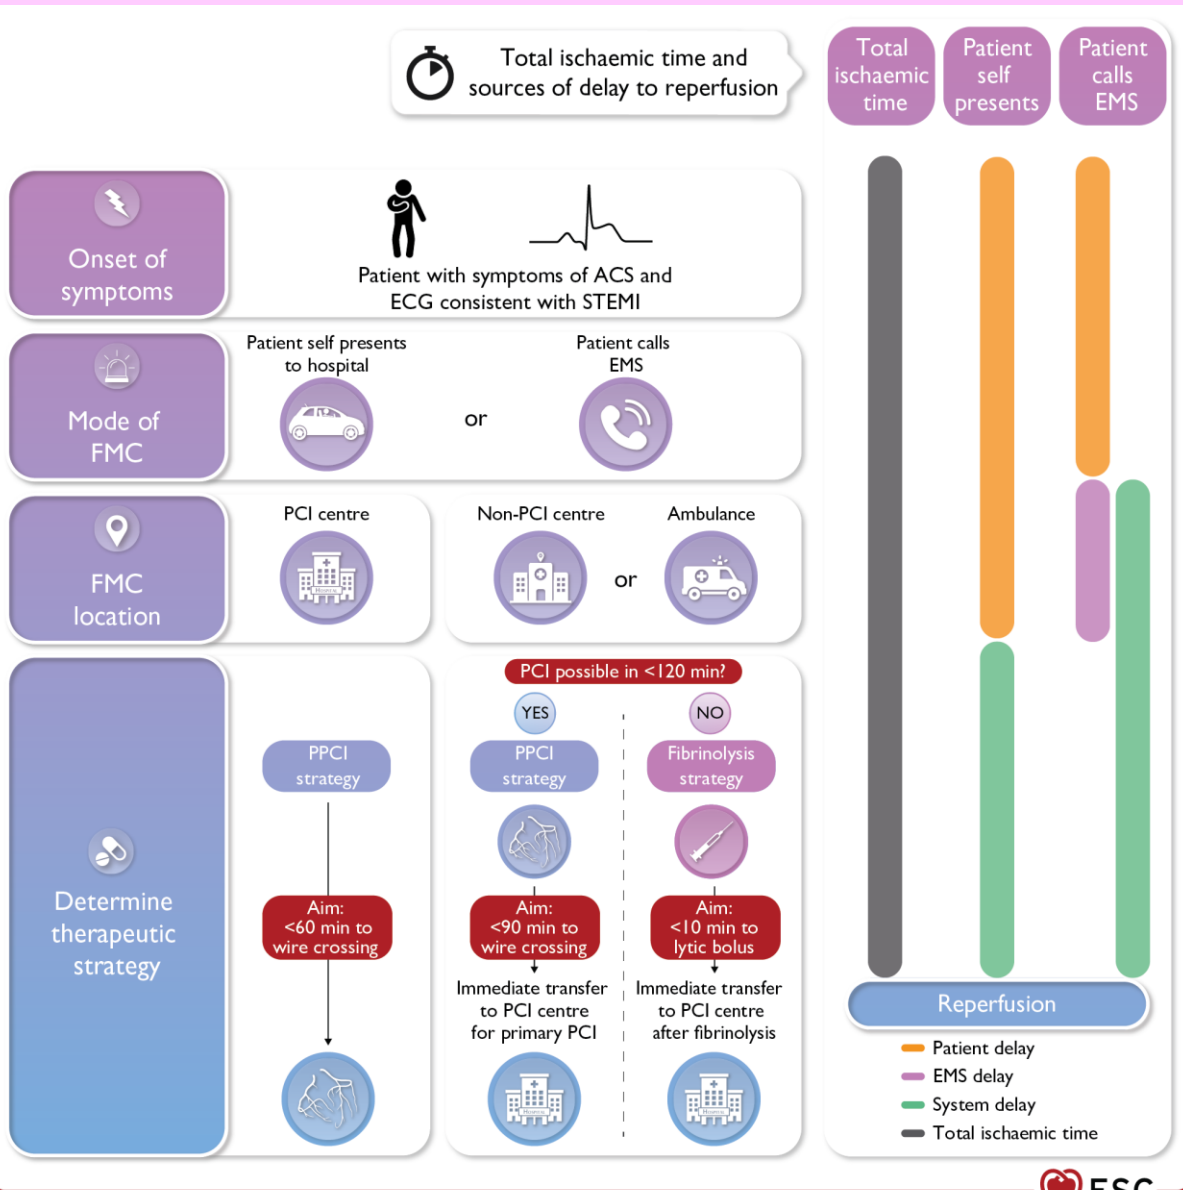 Total ischaemic time and
sources of delay to reperfusion
Total
ischaemic
time
Patient
self
presents
Patient
calls
EMS
Onset of
symptoms
Patient with symptoms of ACS and
ECG consistent with STEMI
Mode of
FMC
Patient self presents
to hospital
or
Patient calls
EMS
FMC
location
PCI centre
HOSPITAL
Non-PCI centre
or
Ambulance
Determine
therapeutic
strategy
PPCI
strategy
Aim:
<60 min to
wire crossing
PCI possible in <120 min?
YES
PPCI
strategy
Aim:
<90 min to
wire crossing
Immediate transfer
to PCI centre
for primary PCI
HOSPITAL
NO
Fibrinolysis
strategy
Aim:
<10 min to
lytic bolus
Immediate transfer
to PCI centre
after fibrinolysis
HOSPITAL
Reperfusion
Patient delay
EMS delay
System delay
Total ischaemic time
ESC